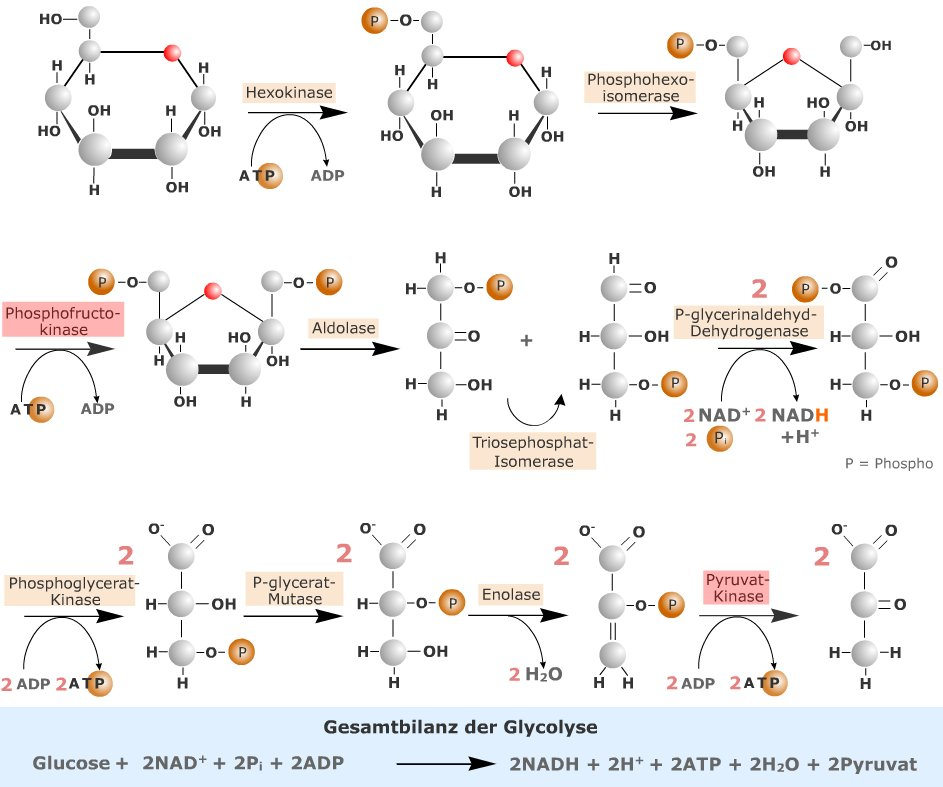 HO
H
H
H
OH
H
HO
OH
H
OH
Hexokinase
ATP
ADP
P-O-
H
H
H
OH
H
HO
OH
H
OH
Phosphohexo-
isomerase
P-O-
-OH
H
H
HO
OH
OH
H
Phosphofructo-
kinase
ATP
ADP
P-O-
-O-P
H
H
HO
OH
OH
H
Aldolase
H
H-
-O-P
=O
H-
-OH
H
+
Triosephosphat-
Isomerase
H
=O
H-
-OH
H-
-O-P
H
2
P-glycerinaldehyd-
Dehydrogenase
2 NAD⁺ 2 NADH
2 Pi
+H⁺
O
P-O-
H-
-OH
H-
-O-P
H
P = Phospho
Phosphoglycerat-
Kinase
2 ADP 2 ATP
2
O⁻
O
H-
-OH
H-
-O-P
H
P-glycerat-
Mutase
2
O⁻
O
H-
-O-P
H-
-OH
H
Enolase
2 H₂O
2
O⁻
O
-O-P
H H
Pyruvat-
Kinase
2 ADP 2 ATP
2
O⁻
O
=O
H-
-H
H
Gesamtbilanz der Glycolyse
Glucose + 2NAD⁺ + 2Pi + 2ADP → 2NADH + 2H⁺ + 2ATP + 2H₂O + 2Pyruvat